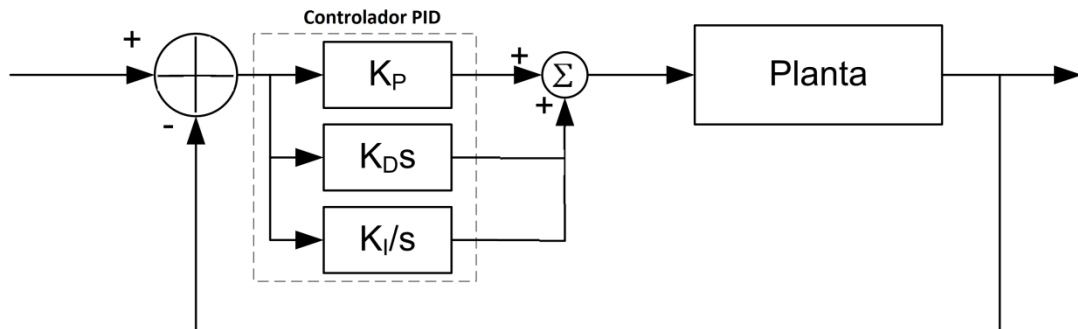 Controlador PID
+
-
K_P
+
Σ
+
Planta
K_Ds
K_I/s